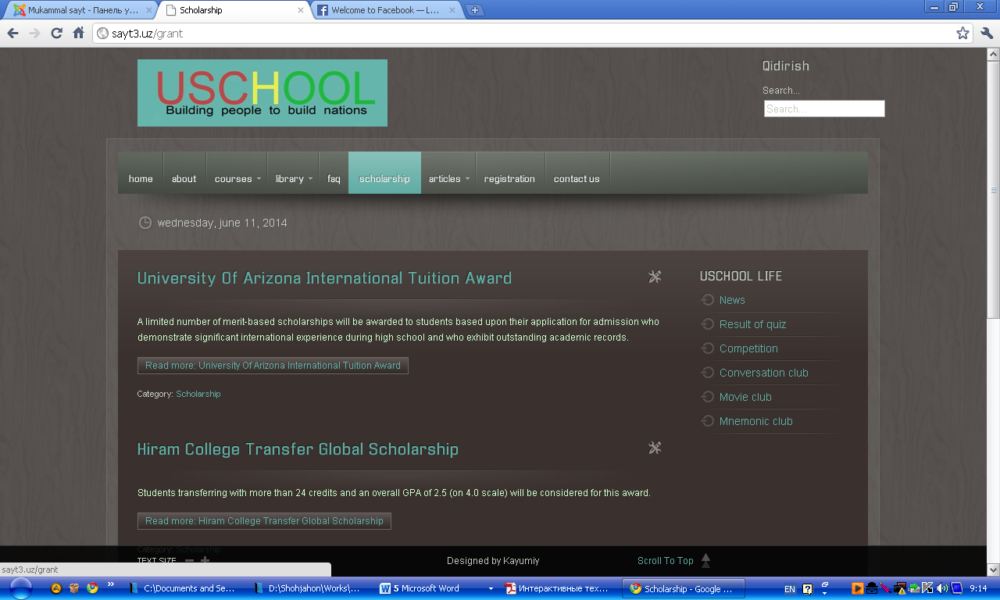 Mukammal sayt - Панель у...
Scholarship
Welcome to Facebook — L...
sayt3.uz/grant
USCHOOL
Building people to build nations
Qidirish
Search...
Search...
home about courses library faq scholarship articles registration contact us
wednesday, june 11, 2014
University Of Arizona International Tuition Award
A limited number of merit-based scholarships will be awarded to students based upon their application for admission who
demonstrate significant international experience during high school and who exhibit outstanding academic records.
Read more: University Of Arizona International Tuition Award
Category: Scholarship
Hiram College Transfer Global Scholarship
Students transferring with more than 24 credits and an overall GPA of 2.5 (on 4.0 scale) will be considered for this award.
Read more: Hiram College Transfer Global Scholarship
Category: Scholarship
USCHOOL LIFE
News
Result of quiz
Competition
Conversation club
Movie club
Mnemonic club
TEXT SIZE
Designed by Kayumiy
Scroll To Top
sayt3.uz/grant
C:\Documents and Se...
D:\Shohjahon\Works\...
5 Microsoft Word
Интерактивные тех...
Scholarship - Google ...
EN
9:14